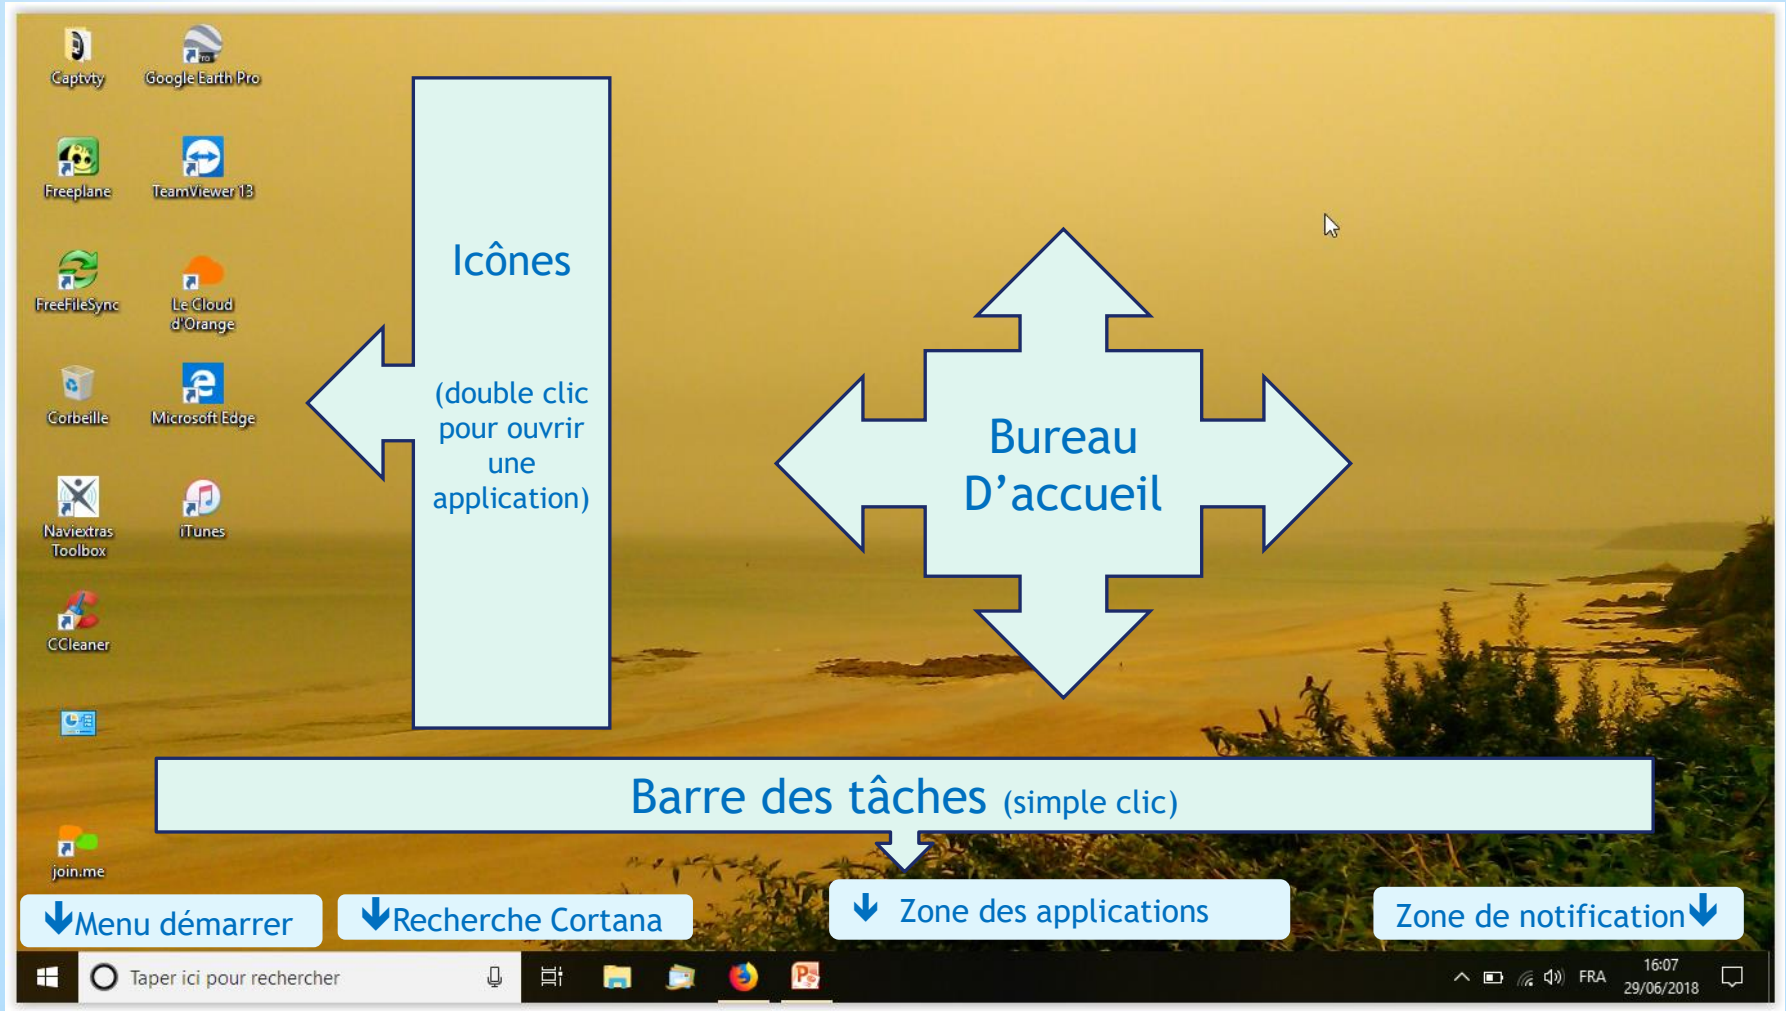 Captvty
Google Earth Pro
Freeplane
TeamViewer 13
FreeFileSync
Le Cloud
d'Orange
Corbeille
Microsoft Edge
Naviextras
Toolbox
iTunes
CCleaner
join.me
Icônes
(double clic
pour ouvrir
une
application)
Bureau
D’accueil
Barre des tâches (simple clic)
Menu démarrer
Recherche Cortana
Zone des applications
Zone de notification
Taper ici pour rechercher
FRA
16:07
29/06/2018